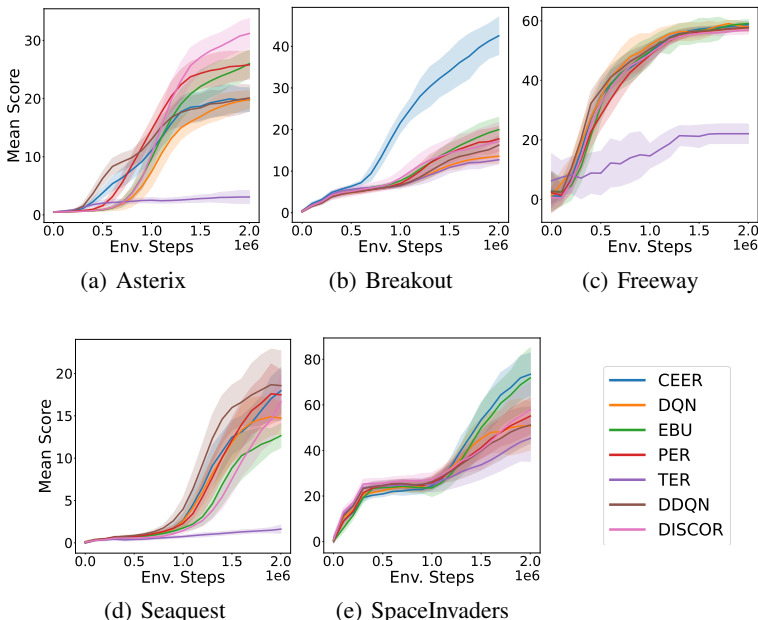 30
20
10
0
Mean Score
0.0 0.5 1.0 1.5 2.0
Env. Steps 1e6
(a) Asterix
40
30
20
10
0
0.0 0.5 1.0 1.5 2.0
Env. Steps 1e6
(b) Breakout
60
40
20
0
0.0 0.5 1.0 1.5 2.0
Env. Steps 1e6
(c) Freeway
20
15
10
5
0
Mean Score
0.0 0.5 1.0 1.5 2.0
Env. Steps 1e6
(d) Seaquest
80
60
40
20
0
0.0 0.5 1.0 1.5 2.0
Env. Steps 1e6
(e) SpaceInvaders
CEER
DQN
EBU
PER
TER
DDQN
DISCOR